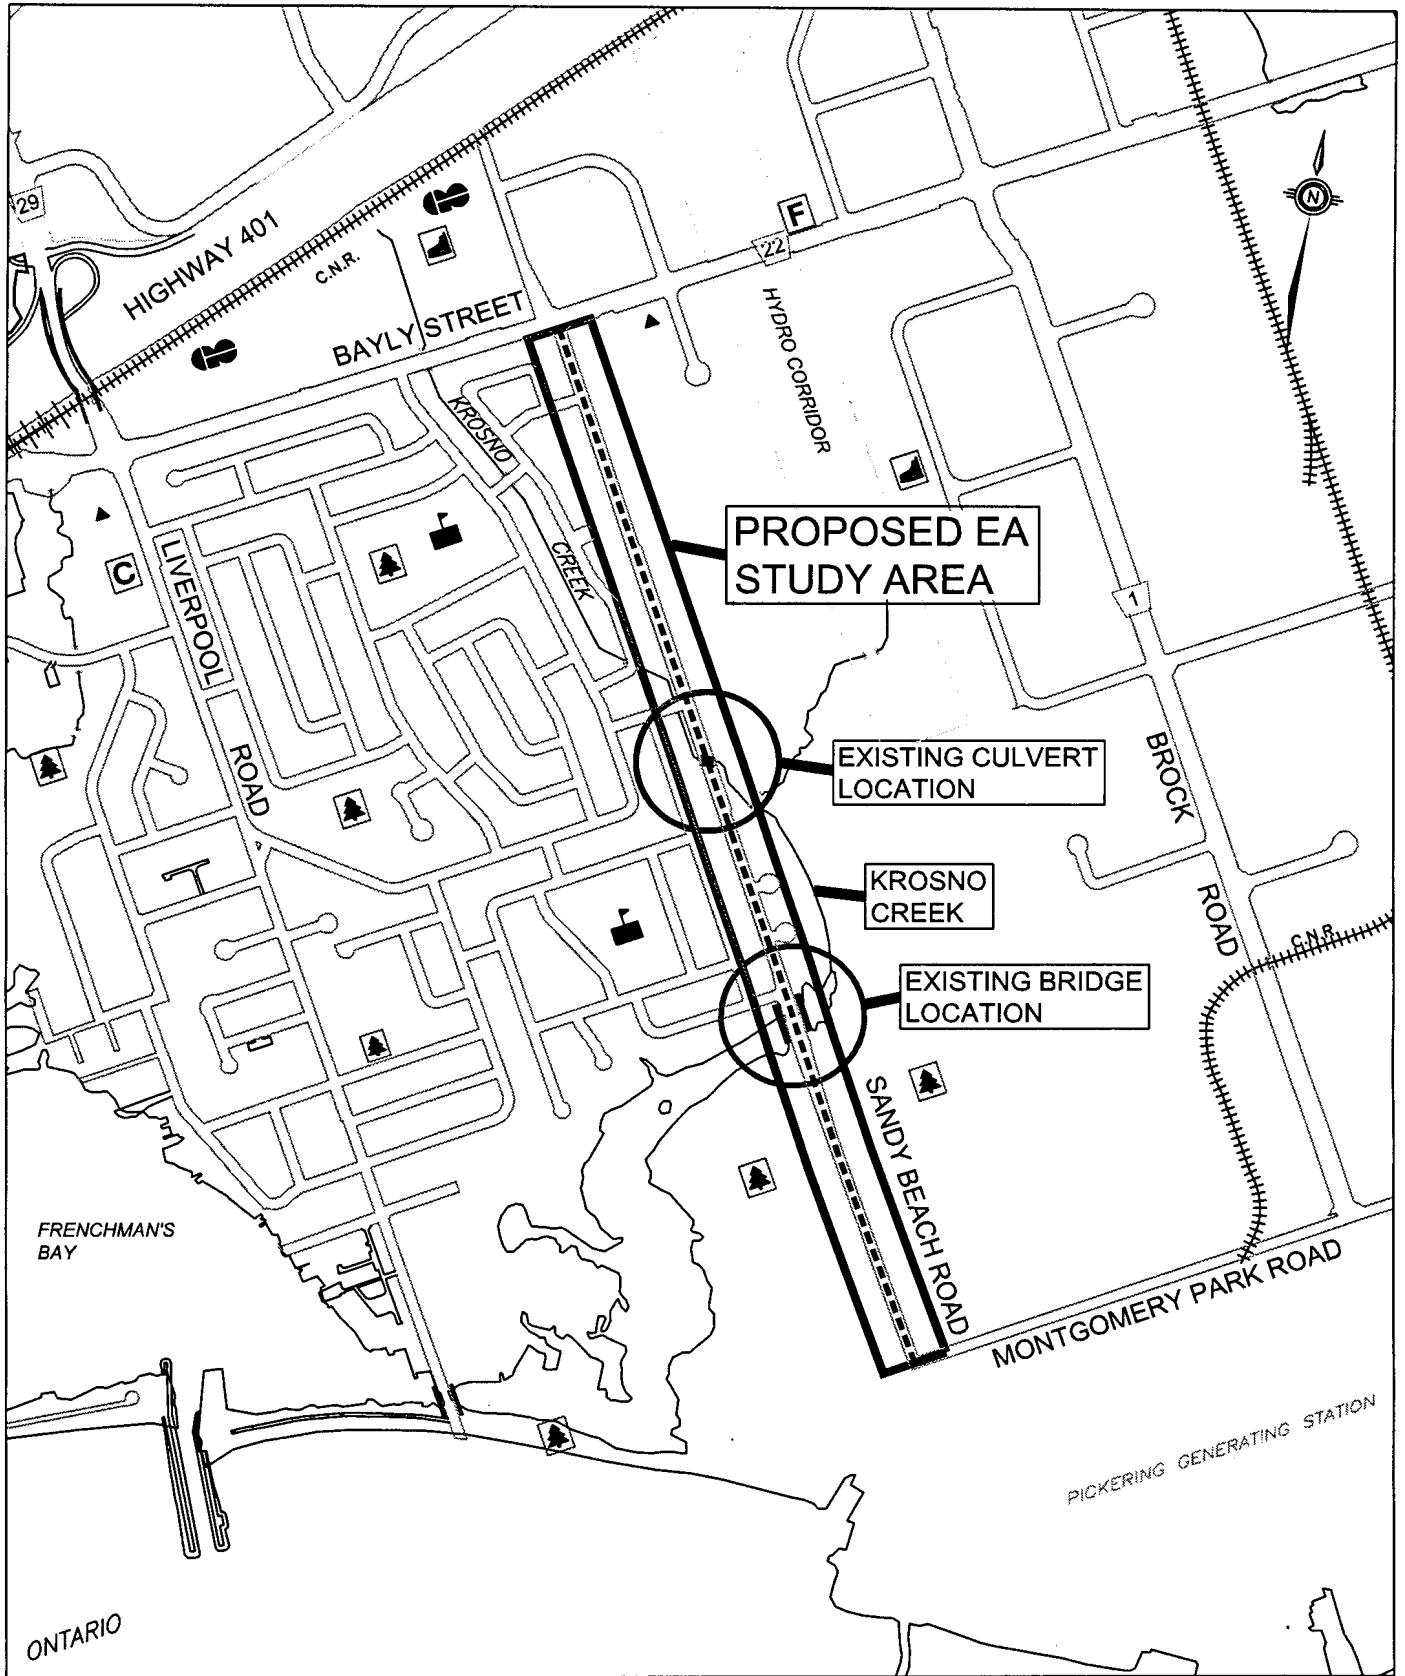 29
HIGHWAY 401
C.N.R.
F
22
BAYLY STREET
HYDRO CORRIDOR
N
KROSNO
CREEK
PROPOSED EA
STUDY AREA
C
LIVERPOOL
ROAD
1
EXISTING CULVERT
LOCATION
BROCK
ROAD
KROSNO
CREEK
C.N.R.
EXISTING BRIDGE
LOCATION
SANDY BEACH ROAD
FRENCHMAN'S
BAY
MONTGOMERY PARK ROAD
PICKERING GENERATING STATION
ONTARIO